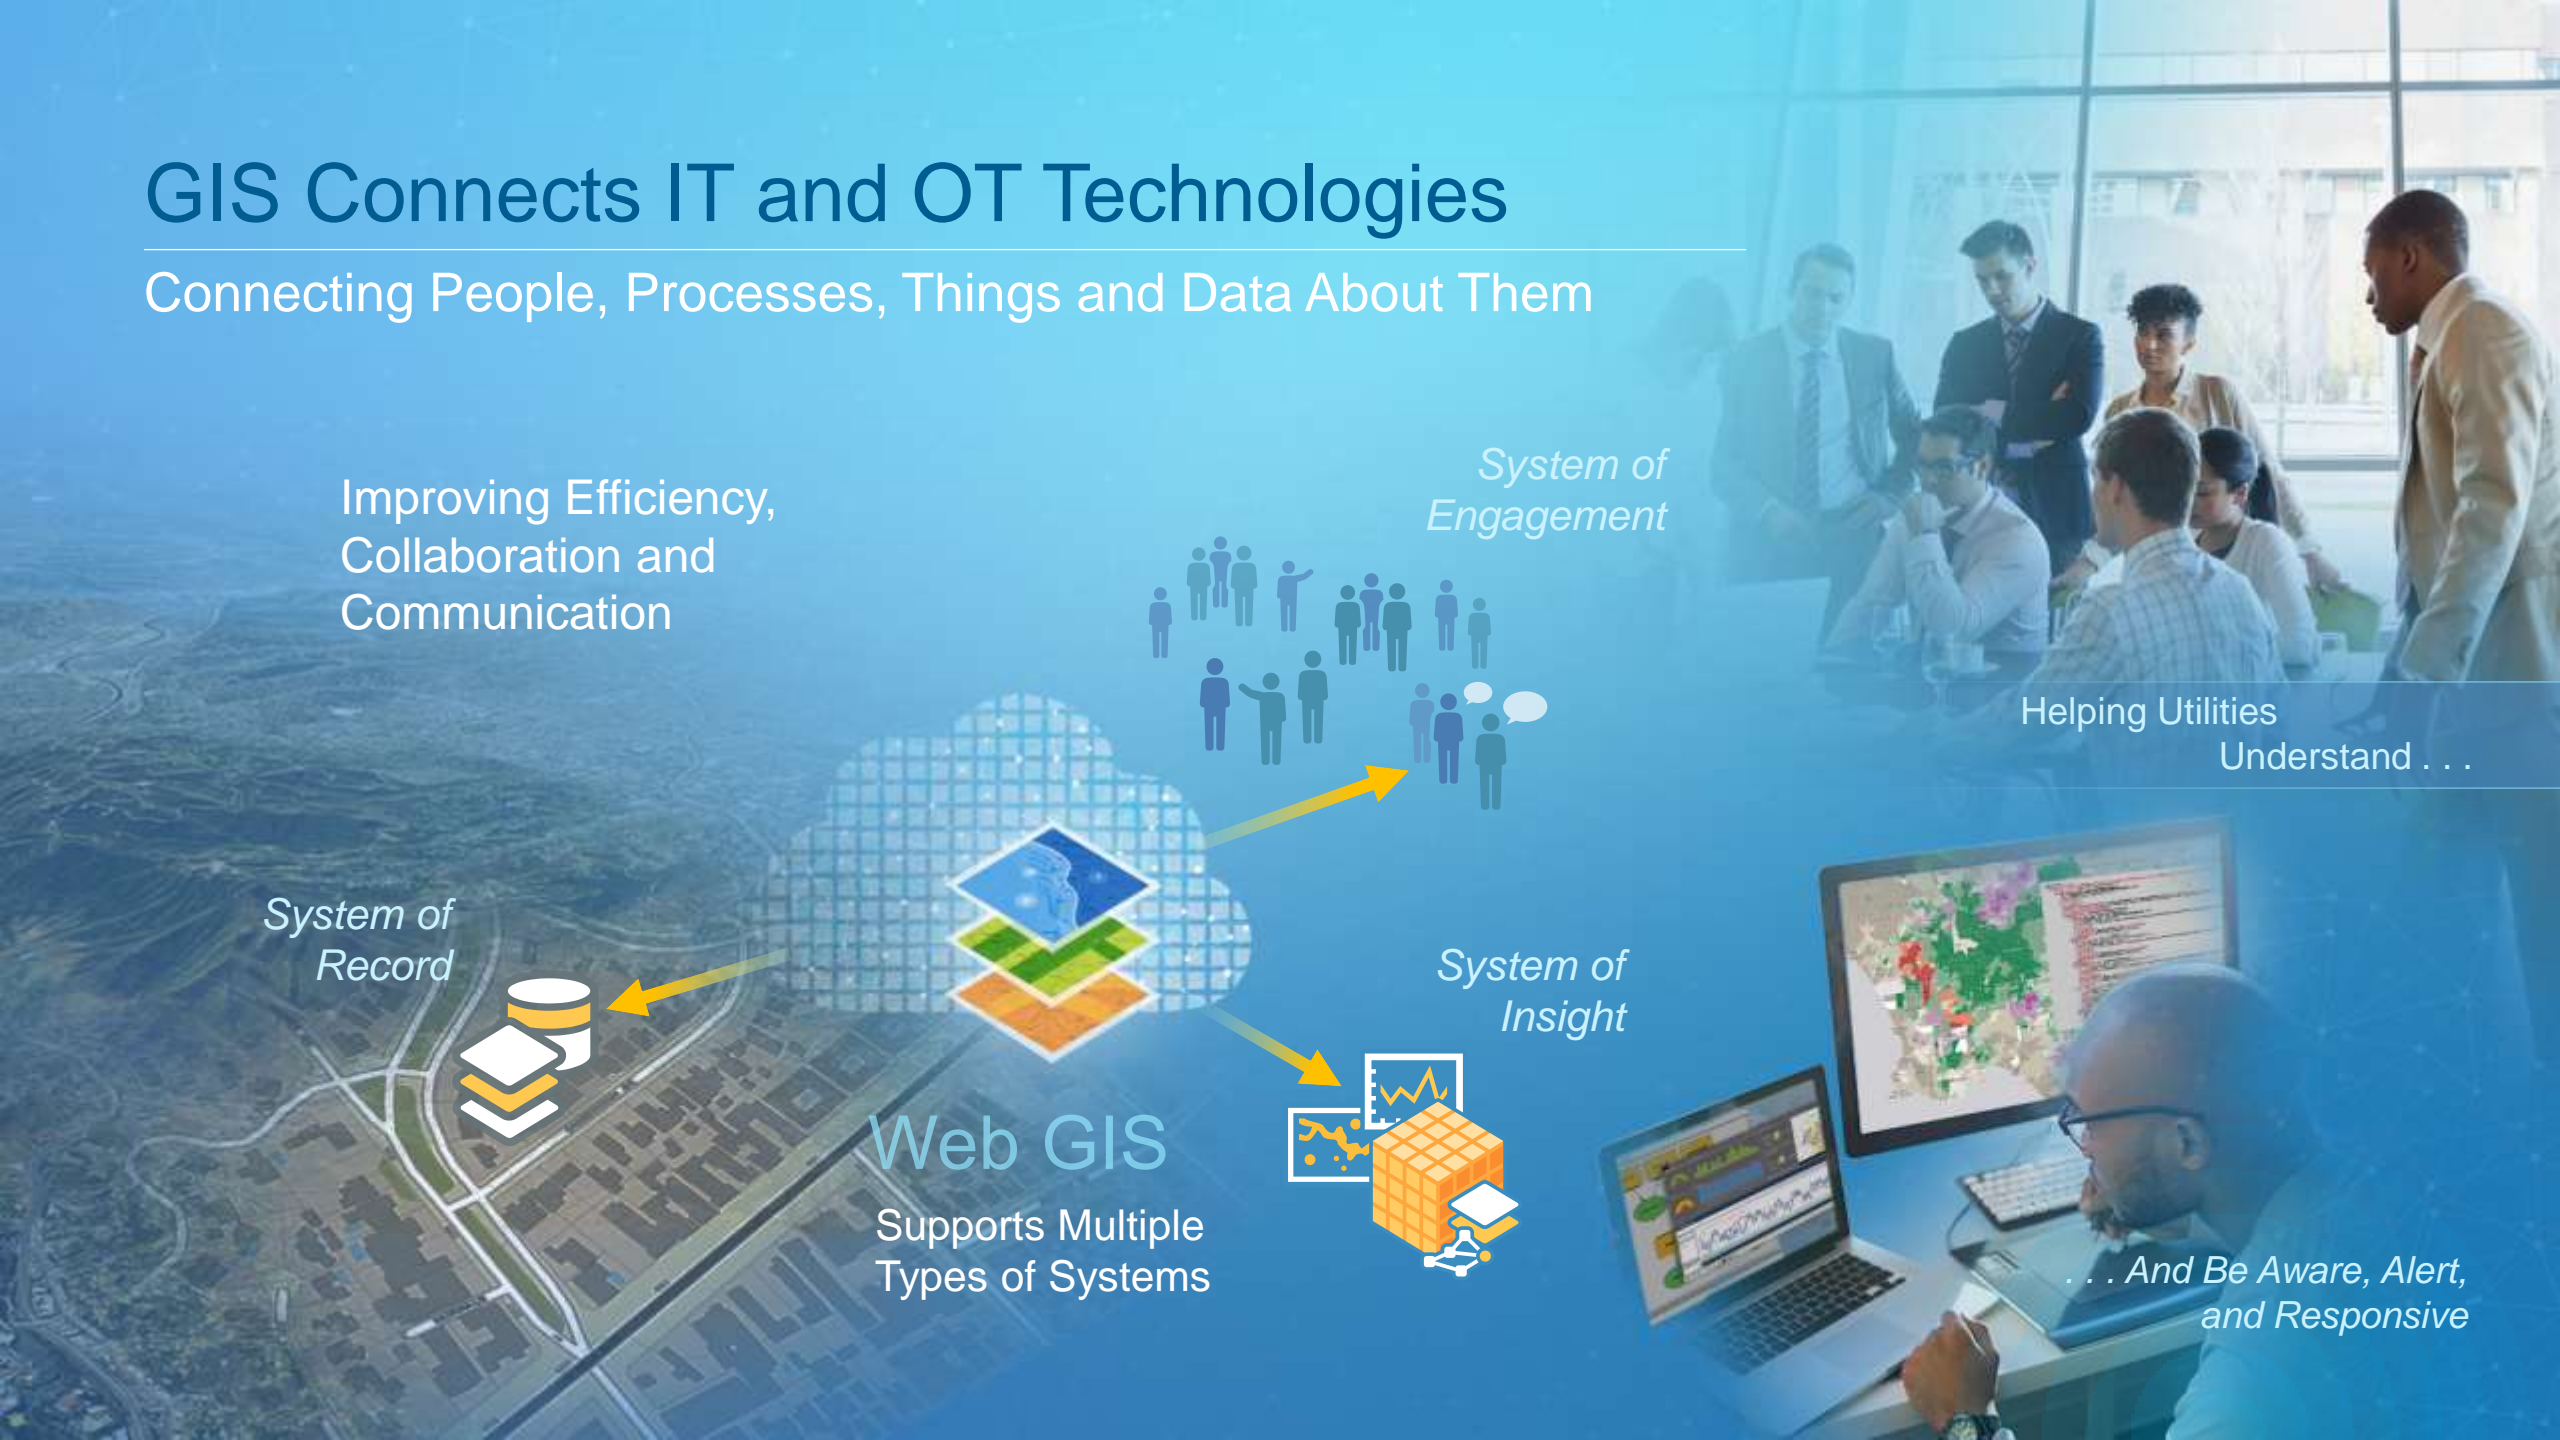 GIS Connects IT and OT Technologies
Connecting People, Processes, Things and Data About Them
Improving Efficiency,
Collaboration and
Communication
System of
Engagement
Helping Utilities
Understand . . .
System of
Record
System of
Insight
Web GIS
Supports Multiple
Types of Systems
. . . And Be Aware, Alert,
and Responsive